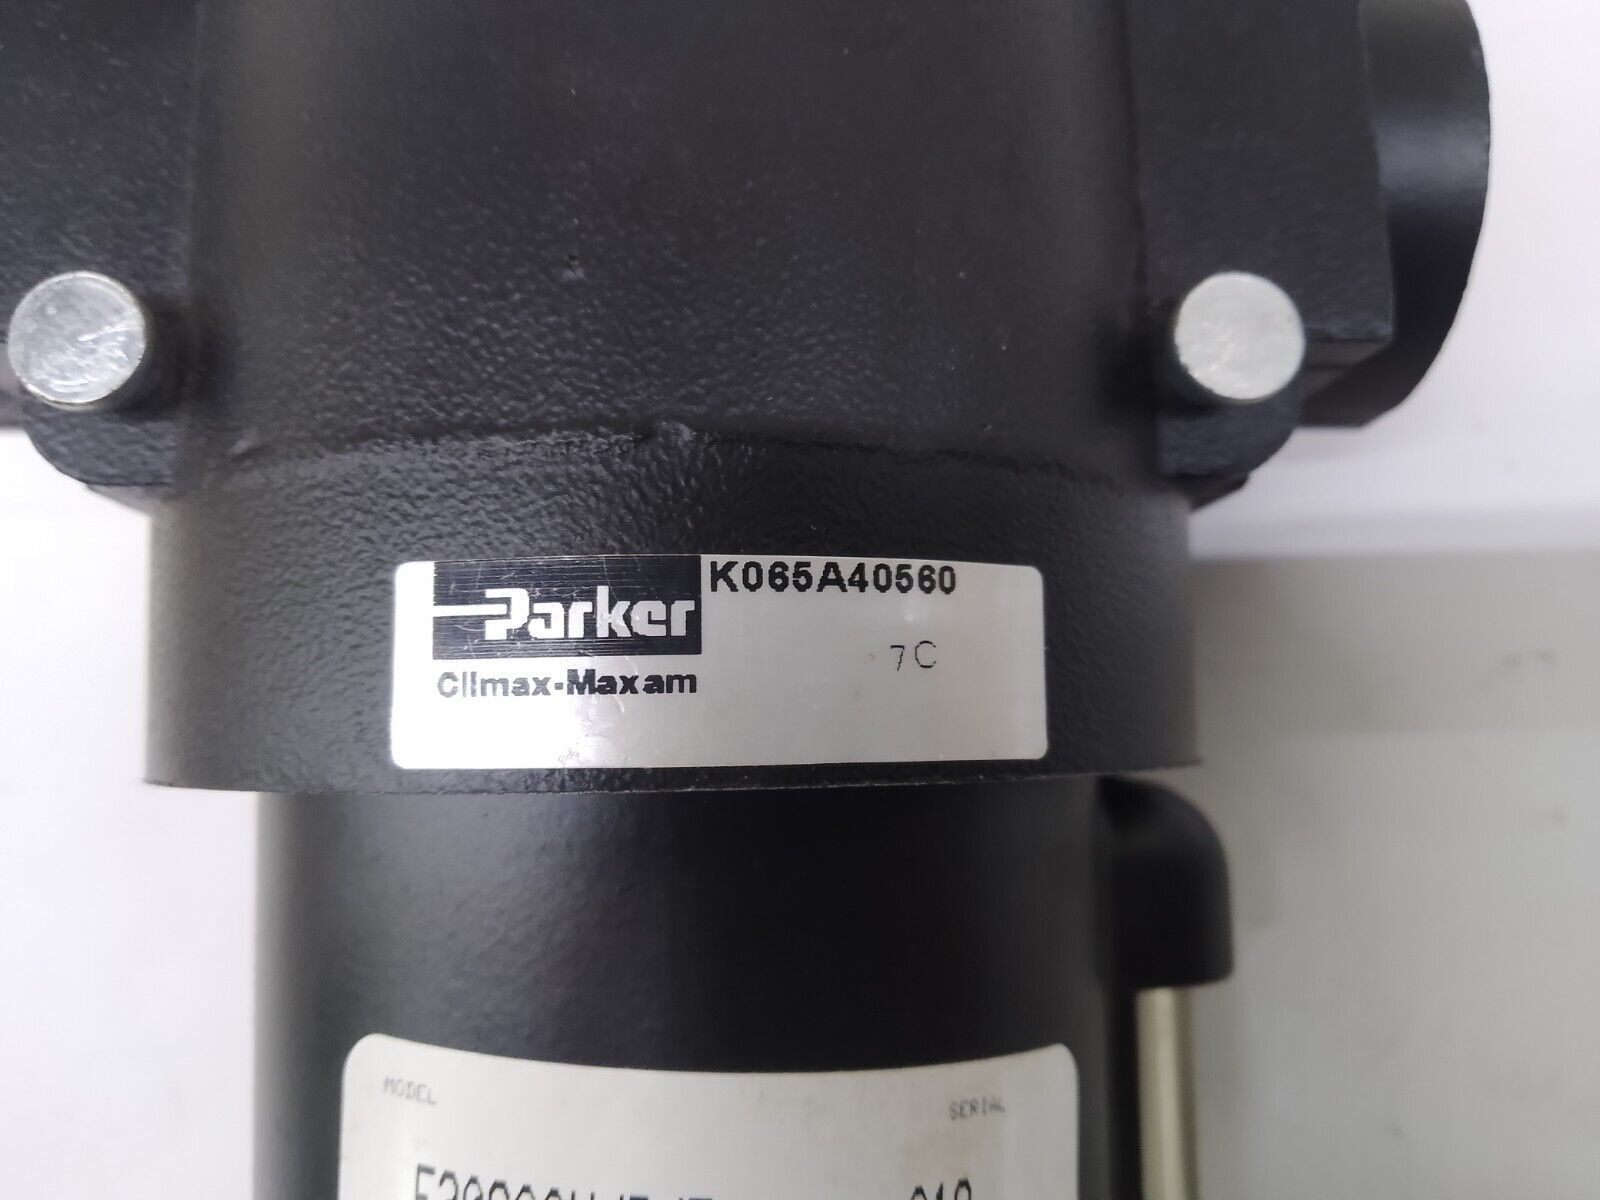 Parker K065A40560
7C
Climax-Maxam
MODEL SERIAL